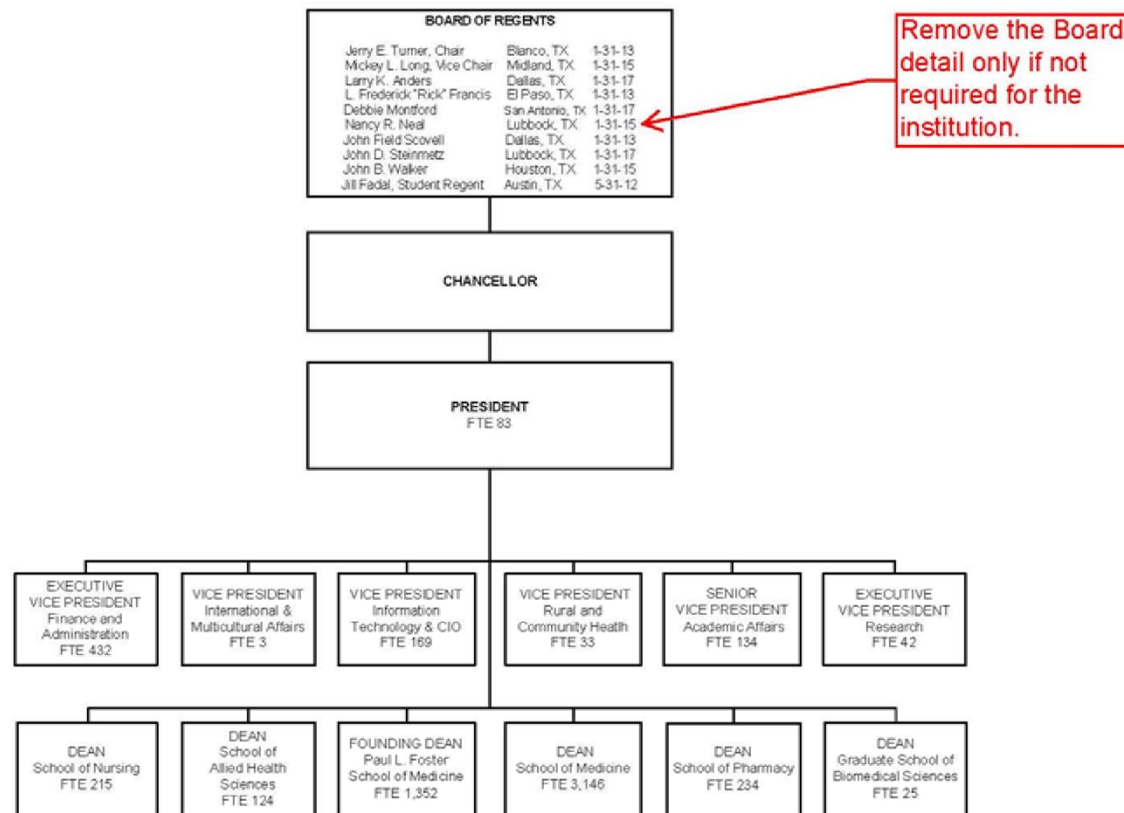 BOARD OF REGENTS
Jerry E. Turner, Chair Blanco, TX 1-31-13
Mickey L. Long, Vice Chair Midland, TX 1-31-15
Larry K. Anders Dallas, TX 1-31-17
L. Frederick "Rick" Francis El Paso, TX 1-31-13
Debbie Montford San Antonio, TX 1-31-17
Nancy R. Neal Lubbock, TX 1-31-15
John Field Scovell Dallas, TX 1-31-13
John D. Steinmetz Lubbock, TX 1-31-17
John B. Walker Houston, TX 1-31-15
Jill Fadal, Student Regent Austin, TX 5-31-12
Remove the Board
detail only if not
required for the
institution.
CHANCELLOR
PRESIDENT
FTE 83
EXECUTIVE
VICE PRESIDENT
Finance and
Administration
FTE 432
VICE PRESIDENT
International &
Multicultural Affairs
FTE 3
VICE PRESIDENT
Information
Technology & CIO
FTE 169
VICE PRESIDENT
Rural and
Community Heatlh
FTE 33
SENIOR
VICE PRESIDENT
Academic Affairs
FTE 134
EXECUTIVE
VICE PRESIDENT
Research
FTE 42
DEAN
School of Nursing
FTE 215
DEAN
School of
Allied Health
Sciences
FTE 124
FOUNDING DEAN
Paul L. Foster
School of Medicine
FTE 1,352
DEAN
School of Medicine
FTE 3,146
DEAN
School of Pharmacy
FTE 234
DEAN
Graduate School of
Biomedical Sciences
FTE 25